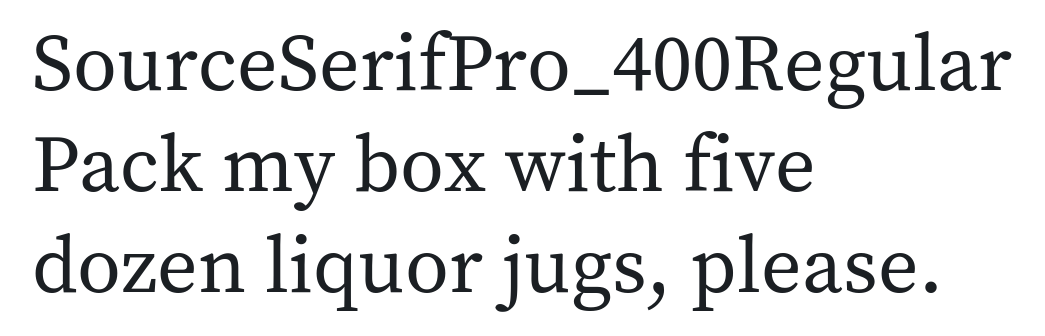 SourceSerifPro_400Regular
Pack my box with five
dozen liquor jugs, please.